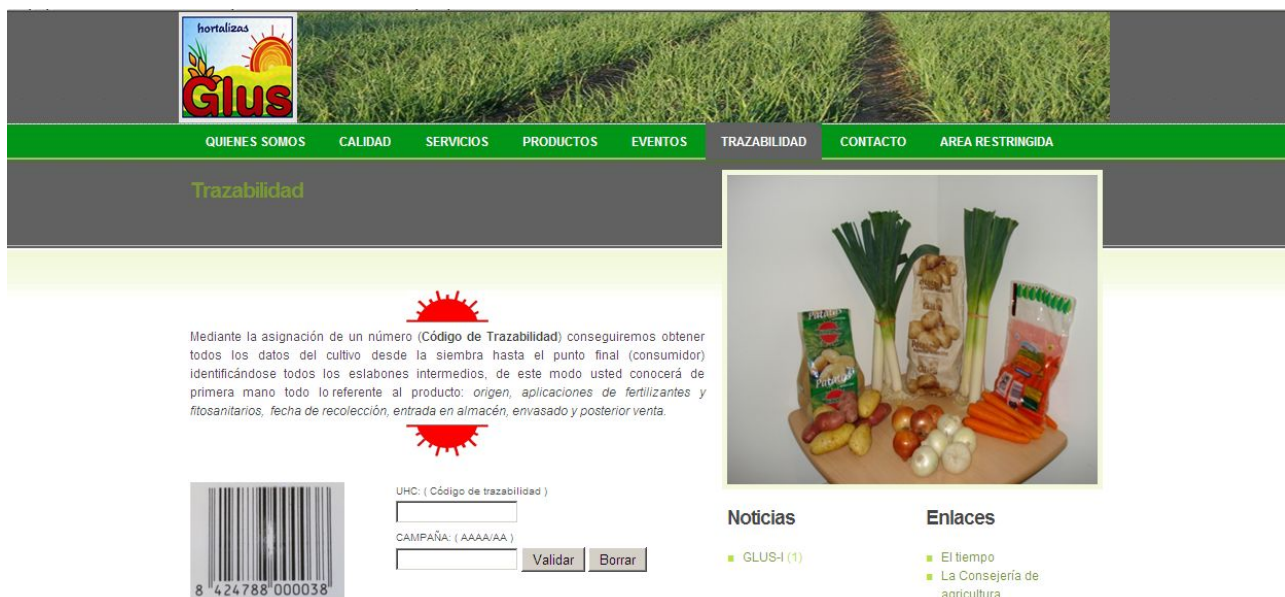 hortalizas
Glus
QUIENES SOMOS CALIDAD SERVICIOS PRODUCTOS EVENTOS TRAZABILIDAD CONTACTO AREA RESTRINGIDA
Trazabilidad
Mediante la asignación de un número (Código de Trazabilidad) conseguiremos obtener
todos los datos del cultivo desde la siembra hasta el punto final (consumidor)
identificándose todos los eslabones intermedios, de este modo usted conocerá de
primera mano todo lo referente al producto: origen, aplicaciones de fertilizantes y
fitosanitarios, fecha de recolección, entrada en almacén, envasado y posterior venta.
Patatas
Patatas
UHC: ( Código de trazabilidad )
CAMPAÑA: ( AAAA/AA )
Validar Borrar
8 424788 000038
Noticias
GLUS-I (1)
Enlaces
El tiempo
La Consejería de
agricultura